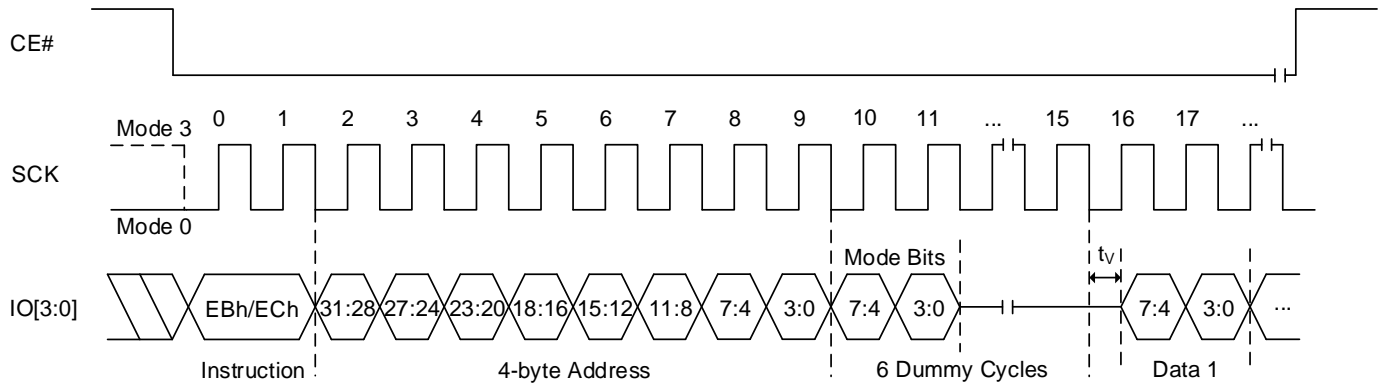 CE#
0 1 2 3 4 5 6 7 8 9 10 11 ... 15 16 17 ...
Mode 3
SCK
Mode 0
Mode Bits tV
IO[3:0] EBh/ECh 31:28 27:24 23:20 18:16 15:12 11:8 7:4 3:0 7:4 3:0 7:4 3:0 ...
Instruction 4-byte Address 6 Dummy Cycles Data 1